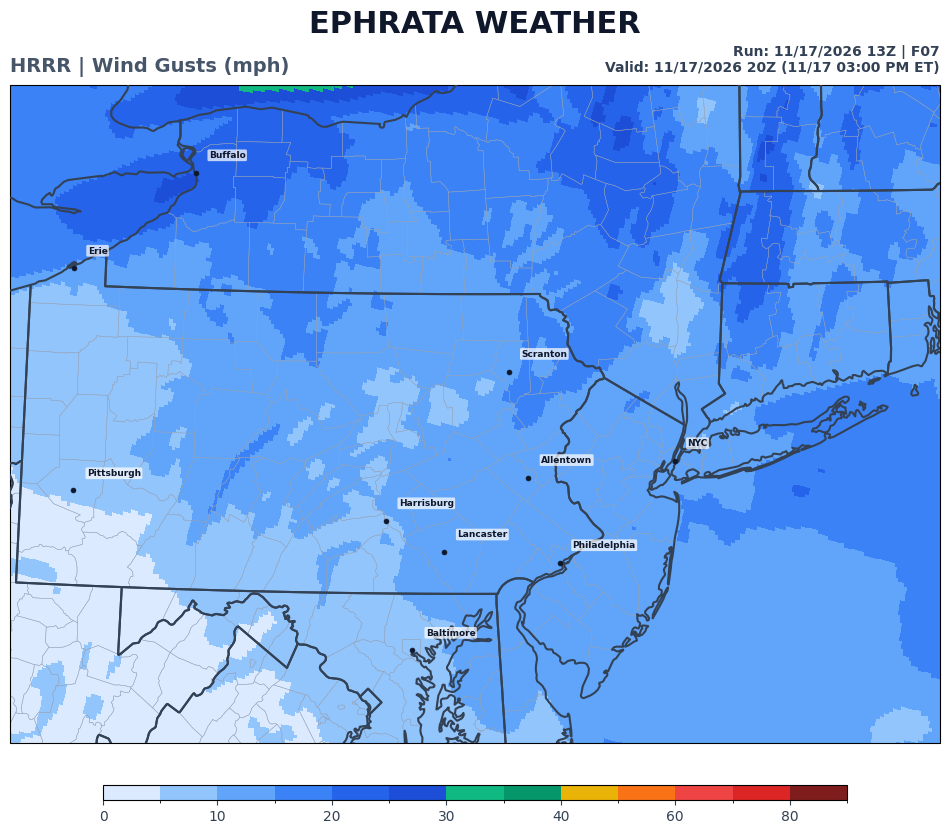 EPHRATA WEATHER
HRRR | Wind Gusts (mph)
Run: 11/17/2026 13Z | F07
Valid: 11/17/2026 20Z (11/17 03:00 PM ET)
Buffalo
Erie
Scranton
NYC
Allentown
Pittsburgh
Harrisburg
Lancaster
Philadelphia
Baltimore
0 10 20 30 40 60 80